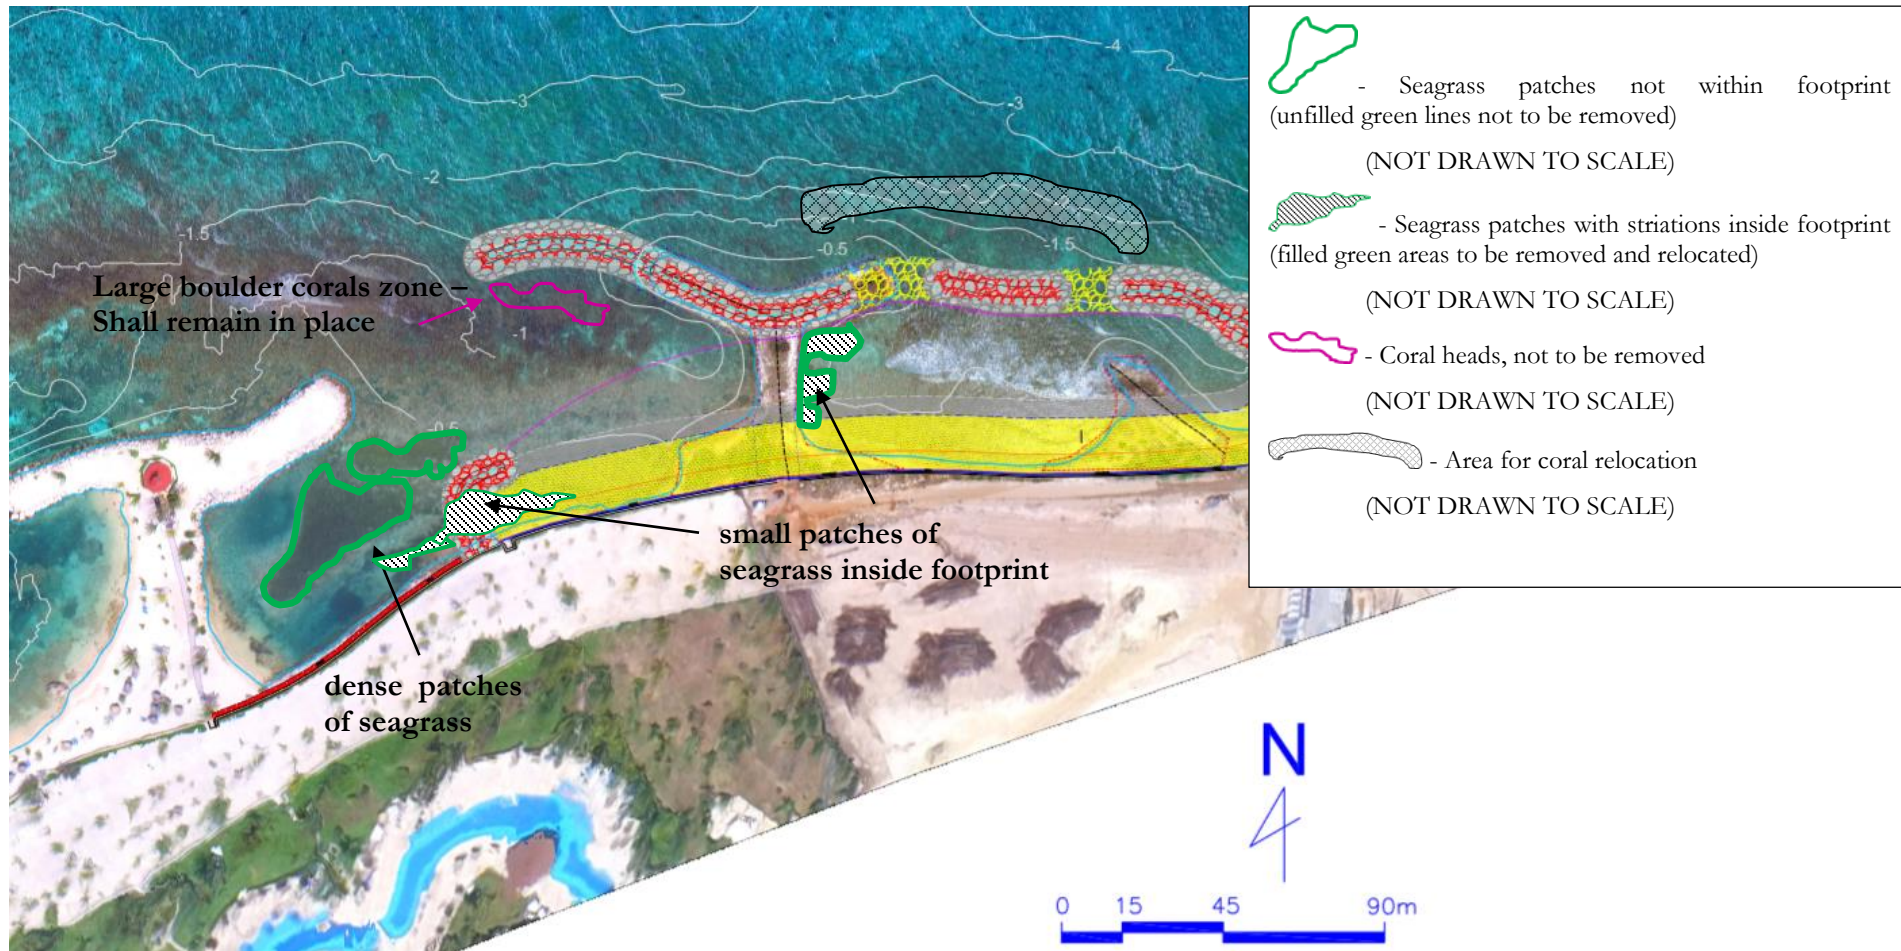 -4
-3
-3
-2
-1.5
-0.5
-1.5
Large boulder corals zone –
Shall remain in place
-1
-0.5
small patches of
seagrass inside footprint
dense patches
of seagrass
- Seagrass patches not within footprint
(unfilled green lines not to be removed)
(NOT DRAWN TO SCALE)
- Seagrass patches with striations inside footprint
(filled green areas to be removed and relocated)
(NOT DRAWN TO SCALE)
- Coral heads, not to be removed
(NOT DRAWN TO SCALE)
- Area for coral relocation
(NOT DRAWN TO SCALE)
N
0 15 45 90m